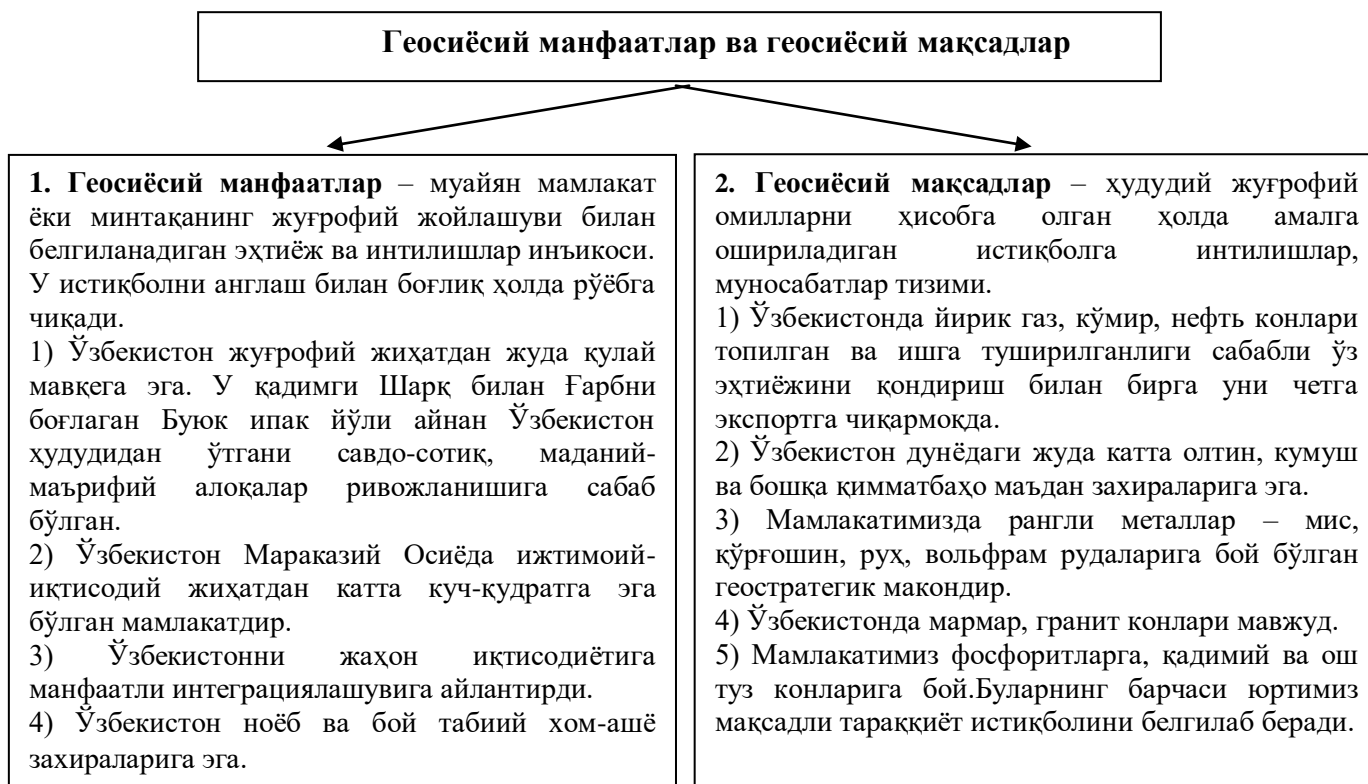 Геосиёсий манфаатлар ва геосиёсий мақсадлар
1. Геосиёсий манфаатлар – муайян мамлакат
ёки минтақанинг жуғрофий жойлашуви билан
белгиланадиган эҳтиёж ва интилишлар инъикоси.
У истиқболни англаш билан боғлиқ ҳолда рўёбга
чиқади.
1) Ўзбекистон жуғрофий жиҳатдан жуда қулай
мавқега эга. У қадимги Шарқ билан Ғарбни
боғлаган Буюк ипак йўли айнан Ўзбекистон
ҳудудидан ўтгани савдо-сотиқ, маданий-
маърифий алоқалар ривожланишига сабаб
бўлган.
2) Ўзбекистон Мараказий Осиёда ижтимоий-
иқтисодий жиҳатдан катта куч-қудратга эга
бўлган мамлакатдир.
3) Ўзбекистонни жаҳон иқтисодиётига
манфаатли интеграциялашувига айлантирди.
4) Ўзбекистон ноёб ва бой табиий хом-ашё
захираларига эга.
2. Геосиёсий мақсадлар – ҳудудий жуғрофий
омилларни ҳисобга олган ҳолда амалга
ошириладиган истиқболга интилишлар,
муносабатлар тизими.
1) Ўзбекистонда йирик газ, кўмир, нефть конлари
топилган ва ишга туширилганлиги сабабли ўз
эҳтиёжини қондириш билан бирга уни четга
экспортга чиқармоқда.
2) Ўзбекистон дунёдаги жуда катта олтин, кумуш
ва бошқа қимматбаҳо маъдан захираларига эга.
3) Мамлакатимизда рангли металлар – мис,
қўрғошин, рух, вольфрам рудаларига бой бўлган
геостратегик макондир.
4) Ўзбекистонда мармар, гранит конлари мавжуд.
5) Мамлакатимиз фосфоритларга, қадимий ва ош
туз конларига бой.Буларнинг барчаси юртимиз
мақсадли тараққиёт истиқболини белгилаб беради.